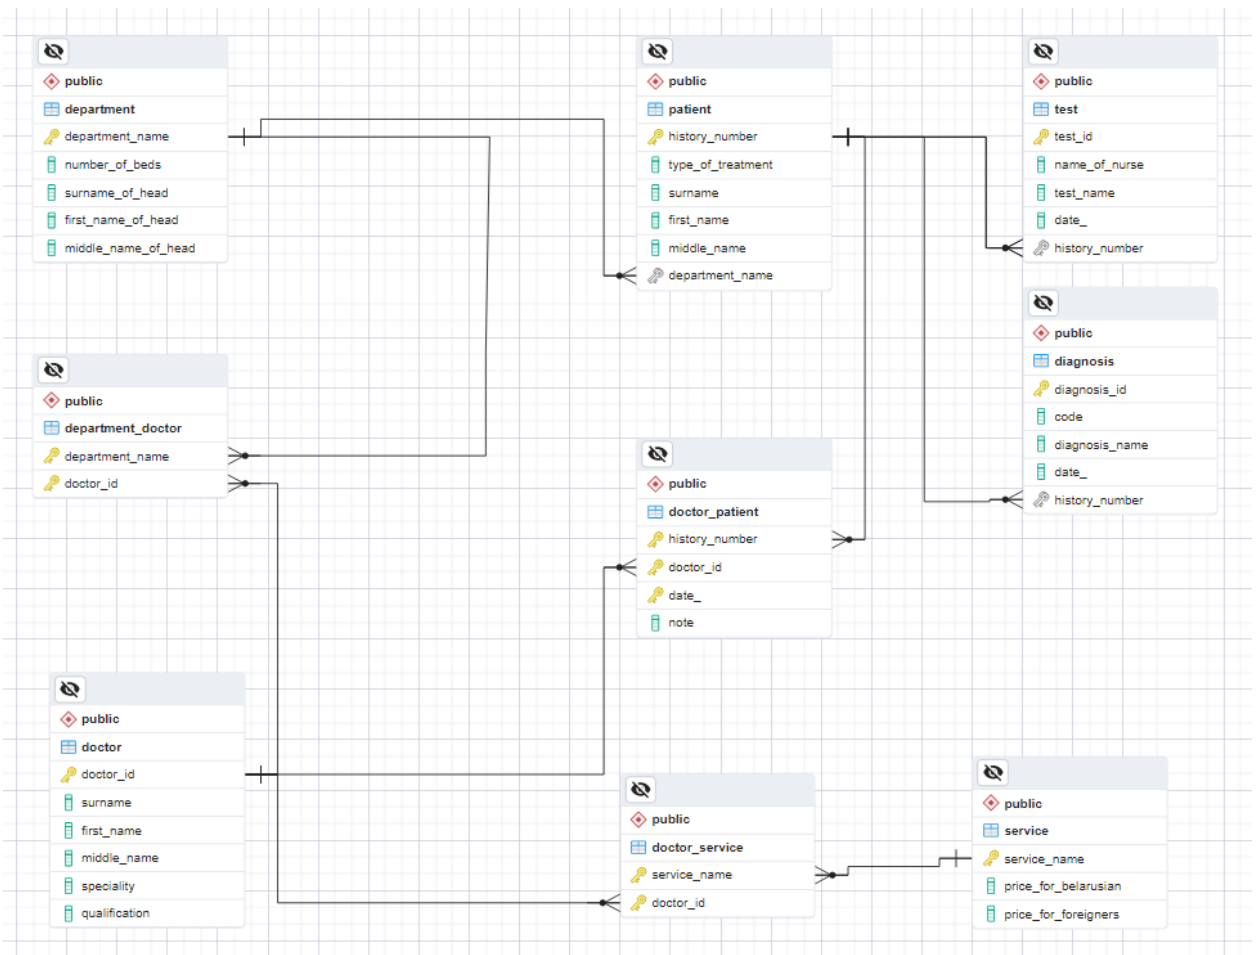 public
department
department_name
number_of_beds
surname_of_head
first_name_of_head
middle_name_of_head
public
patient
history_number
type_of_treatment
surname
first_name
middle_name
department_name
public
test
test_id
name_of_nurse
test_name
date_
history_number
public
diagnosis
diagnosis_id
code
diagnosis_name
date_
history_number
public
department_doctor
department_name
doctor_id
public
doctor_patient
history_number
doctor_id
date_
note
public
doctor
doctor_id
surname
first_name
middle_name
speciality
qualification
public
doctor_service
service_name
doctor_id
public
service
service_name
price_for_belarusian
price_for_foreigners